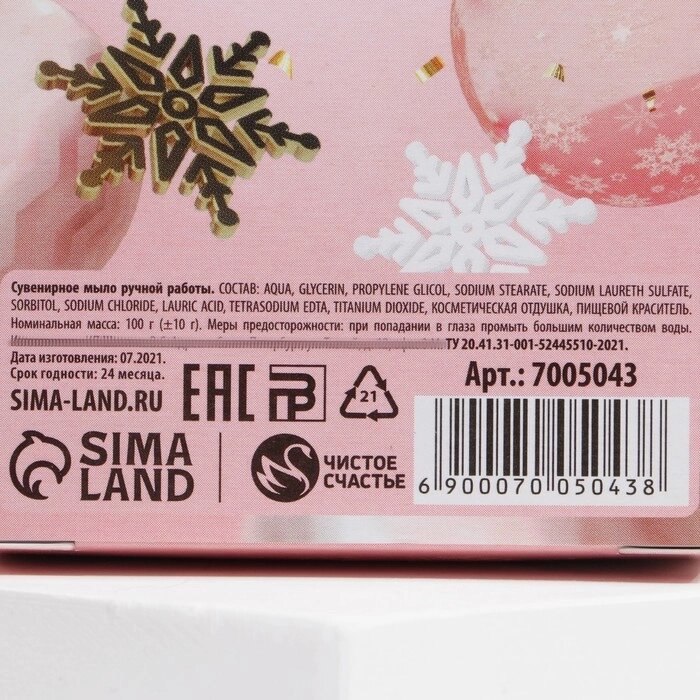 Сувенирное мыло ручной работы. СОСТАВ: AQUA, GLYCERIN, PROPYLENE GLICOL, SODIUM STEARATE, SODIUM LAURETH SULFATE,
SORBITOL, SODIUM CHLORIDE, LAURIC ACID, TETRASODIUM EDTA, TITANIUM DIOXIDE, КОСМЕТИЧЕСКАЯ ОТДУШКА, ПИЩЕВОЙ КРАСИТЕЛЬ.
Номинальная масса: 100 г (±10 г). Меры предосторожности: при попадании в глаза промыть большим количеством воды.
ТУ 20.41.31-001-52445510-2021.
Дата изготовления: 07.2021.
Срок годности: 24 месяца.
SIMA-LAND.RU
EAC
21
Арт.: 7005043
SIMA
LAND
ЧИСТОЕ
СЧАСТЬЕ
6 900070 050438